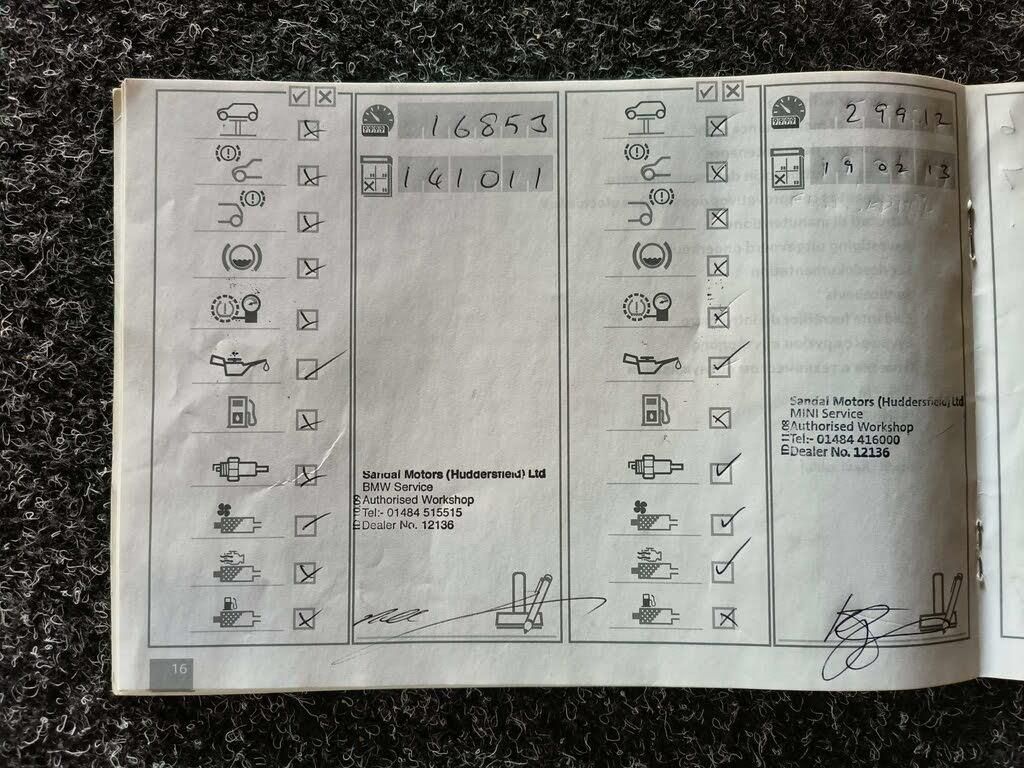 16853
141011
Sandal Motors (Huddersfield) Ltd
BMW Service
Authorised Workshop
Tel:- 01484 515515
Dealer No. 12136
29912
19 02 13
Sandal Motors (Huddersfield) Ltd
MINI Service
Authorised Workshop
Tel:- 01484 416000
Dealer No. 12136
16